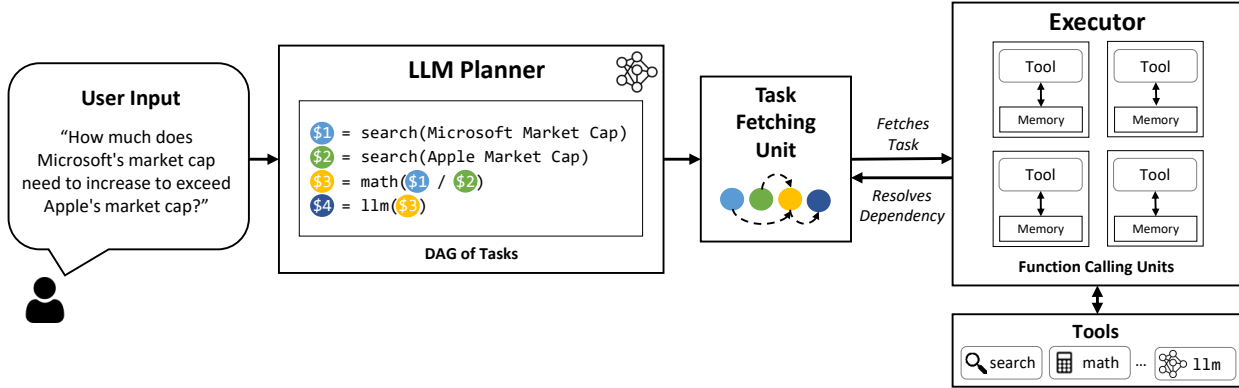 User Input
“How much does
Microsoft's market cap
need to increase to exceed
Apple's market cap?”
LLM Planner
$1 = search(Microsoft Market Cap)
$2 = search(Apple Market Cap)
$3 = math($1 / $2)
$4 = llm($3)
DAG of Tasks
Task
Fetching
Unit
Fetches
Task
Resolves
Dependency
Executor
Tool
Memory
Tool
Memory
Tool
Memory
Tool
Memory
Function Calling Units
Tools
search
math
...
llm